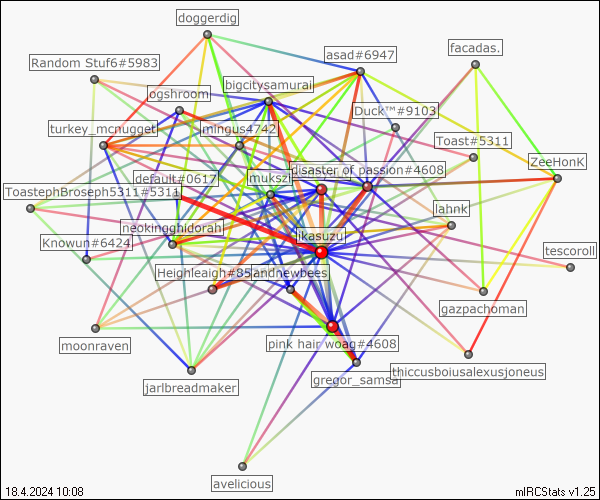 doggerdig
asad#6947
facadas.
Random Stuf6#5983
bigcitysamurai
ogshroom
Duck™#9103
turkey_mcnugget
mingus4742
Toast#5311
disaster of passion#4608
ZeeHonK
default#0617
mukszi
ToastephBroseph5311#5311
lahnk
neokingghidorah
ikasuzu
Knowun#6424
tescoroll
Heighleaigh#85
andnewbees
gazpachoman
moonraven
pink hair woag#4608
thiccusboiusalexusjoneus
gregor_samsa
jarlbreadmaker
avelicious
18.4.2024 10:08
mIRCStats v1.25